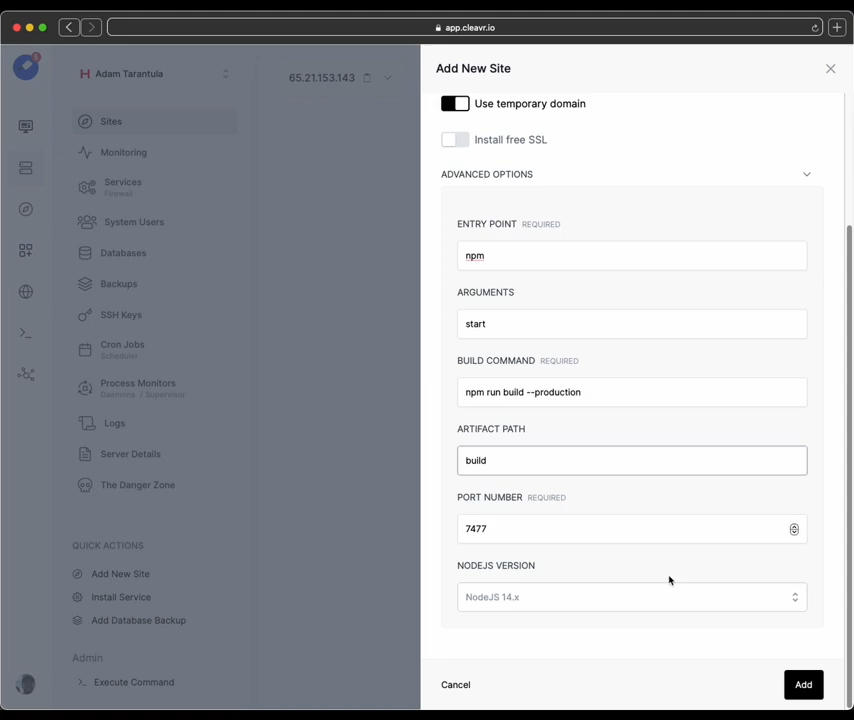 app.cleavr.io
Adam Tarantula
65.21.153.143
Sites
Monitoring
Services
Firewall
System Users
Databases
Backups
SSH Keys
Cron Jobs
Scheduler
Process Monitors
Daemons / Supervisor
Logs
Server Details
The Danger Zone
QUICK ACTIONS
Add New Site
Install Service
Add Database Backup
Admin
Execute Command
Add New Site
Use temporary domain
Install free SSL
ADVANCED OPTIONS
ENTRY POINT REQUIRED
npm
ARGUMENTS
start
BUILD COMMAND REQUIRED
npm run build --production
ARTIFACT PATH
build
PORT NUMBER REQUIRED
7477
NODEJS VERSION
NodeJS 14.x
Cancel
Add